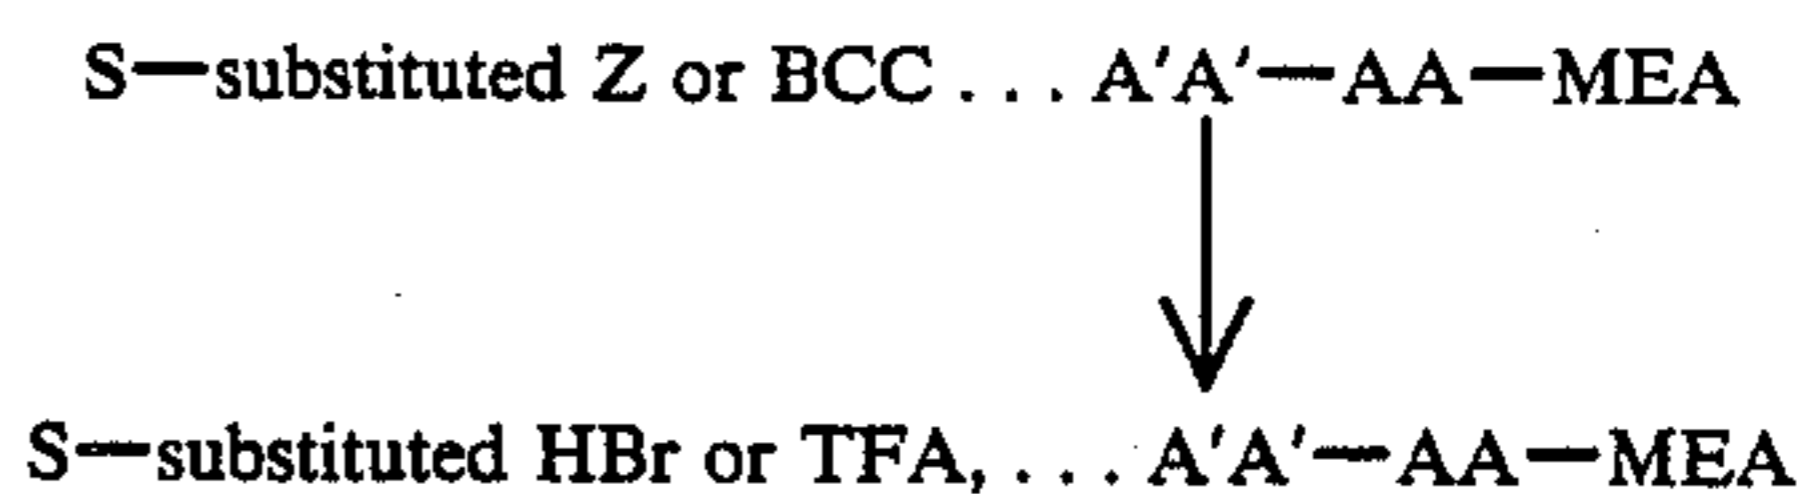 S—substituted Z or BCC . . . A'A'—AA—MEA
S—substituted HBr or TFA, . . . A'A'—AA—MEA